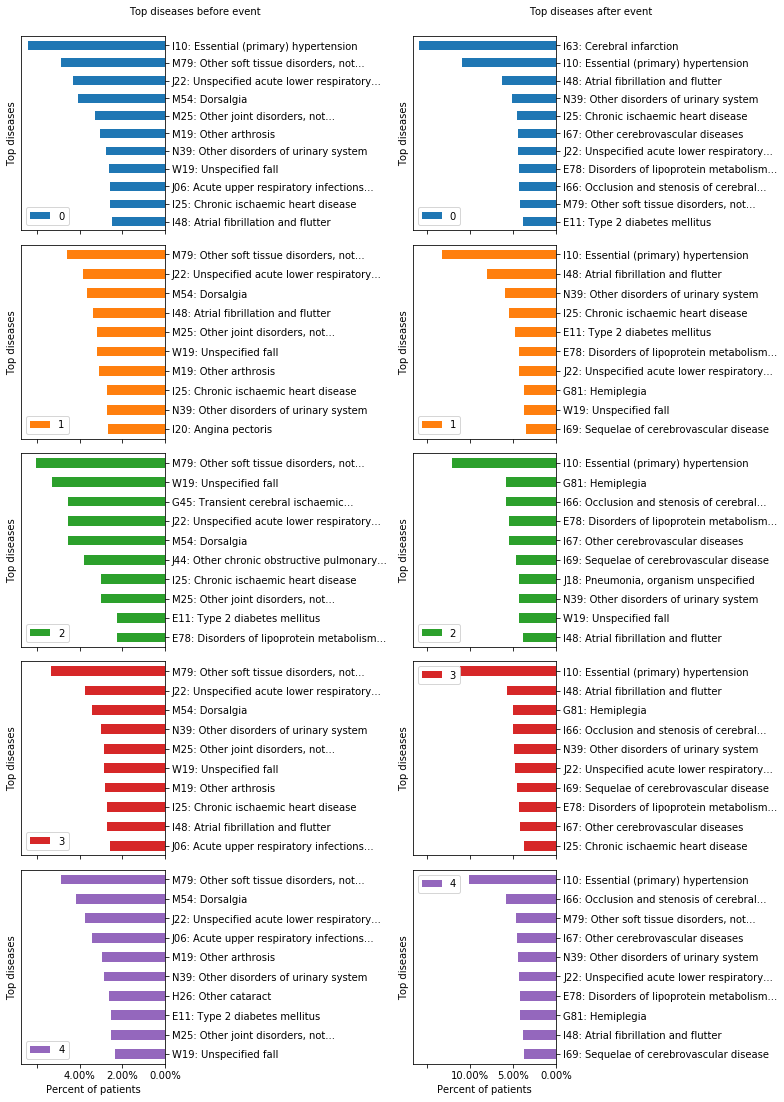 Top diseases before event
Top diseases after event
Top diseases
I10: Essential (primary) hypertension
M79: Other soft tissue disorders, not...
J22: Unspecified acute lower respiratory...
M54: Dorsalgia
M25: Other joint disorders, not...
M19: Other arthrosis
N39: Other disorders of urinary system
W19: Unspecified fall
J06: Acute upper respiratory infections...
I25: Chronic ischaemic heart disease
I48: Atrial fibrillation and flutter
0
Top diseases
I63: Cerebral infarction
I10: Essential (primary) hypertension
I48: Atrial fibrillation and flutter
N39: Other disorders of urinary system
I25: Chronic ischaemic heart disease
I67: Other cerebrovascular diseases
J22: Unspecified acute lower respiratory...
E78: Disorders of lipoprotein metabolism...
I66: Occlusion and stenosis of cerebral...
M79: Other soft tissue disorders, not...
E11: Type 2 diabetes mellitus
0
Top diseases
M79: Other soft tissue disorders, not...
J22: Unspecified acute lower respiratory...
M54: Dorsalgia
I48: Atrial fibrillation and flutter
M25: Other joint disorders, not...
W19: Unspecified fall
M19: Other arthrosis
I25: Chronic ischaemic heart disease
N39: Other disorders of urinary system
I20: Angina pectoris
1
Top diseases
I10: Essential (primary) hypertension
I48: Atrial fibrillation and flutter
N39: Other disorders of urinary system
I25: Chronic ischaemic heart disease
E11: Type 2 diabetes mellitus
E78: Disorders of lipoprotein metabolism...
J22: Unspecified acute lower respiratory...
G81: Hemiplegia
W19: Unspecified fall
I69: Sequelae of cerebrovascular disease
1
Top diseases
M79: Other soft tissue disorders, not...
W19: Unspecified fall
G45: Transient cerebral ischaemic...
J22: Unspecified acute lower respiratory...
M54: Dorsalgia
J44: Other chronic obstructive pulmonary...
I25: Chronic ischaemic heart disease
M25: Other joint disorders, not...
E11: Type 2 diabetes mellitus
E78: Disorders of lipoprotein metabolism...
2
Top diseases
I10: Essential (primary) hypertension
G81: Hemiplegia
I66: Occlusion and stenosis of cerebral...
E78: Disorders of lipoprotein metabolism...
I67: Other cerebrovascular diseases
I69: Sequelae of cerebrovascular disease
J18: Pneumonia, organism unspecified
N39: Other disorders of urinary system
W19: Unspecified fall
I48: Atrial fibrillation and flutter
2
Top diseases
M79: Other soft tissue disorders, not...
J22: Unspecified acute lower respiratory...
M54: Dorsalgia
N39: Other disorders of urinary system
M25: Other joint disorders, not...
W19: Unspecified fall
M19: Other arthrosis
I25: Chronic ischaemic heart disease
I48: Atrial fibrillation and flutter
J06: Acute upper respiratory infections...
3
Top diseases
3
I10: Essential (primary) hypertension
I48: Atrial fibrillation and flutter
G81: Hemiplegia
I66: Occlusion and stenosis of cerebral...
N39: Other disorders of urinary system
J22: Unspecified acute lower respiratory...
I69: Sequelae of cerebrovascular disease
E78: Disorders of lipoprotein metabolism...
I67: Other cerebrovascular diseases
I25: Chronic ischaemic heart disease
Top diseases
M79: Other soft tissue disorders, not...
M54: Dorsalgia
J22: Unspecified acute lower respiratory...
J06: Acute upper respiratory infections...
M19: Other arthrosis
N39: Other disorders of urinary system
H26: Other cataract
E11: Type 2 diabetes mellitus
M25: Other joint disorders, not...
W19: Unspecified fall
4
4.00% 2.00% 0.00%
Percent of patients
Top diseases
4
I10: Essential (primary) hypertension
I66: Occlusion and stenosis of cerebral...
M79: Other soft tissue disorders, not...
I67: Other cerebrovascular diseases
N39: Other disorders of urinary system
J22: Unspecified acute lower respiratory...
E78: Disorders of lipoprotein metabolism...
G81: Hemiplegia
I48: Atrial fibrillation and flutter
I69: Sequelae of cerebrovascular disease
10.00% 5.00% 0.00%
Percent of patients